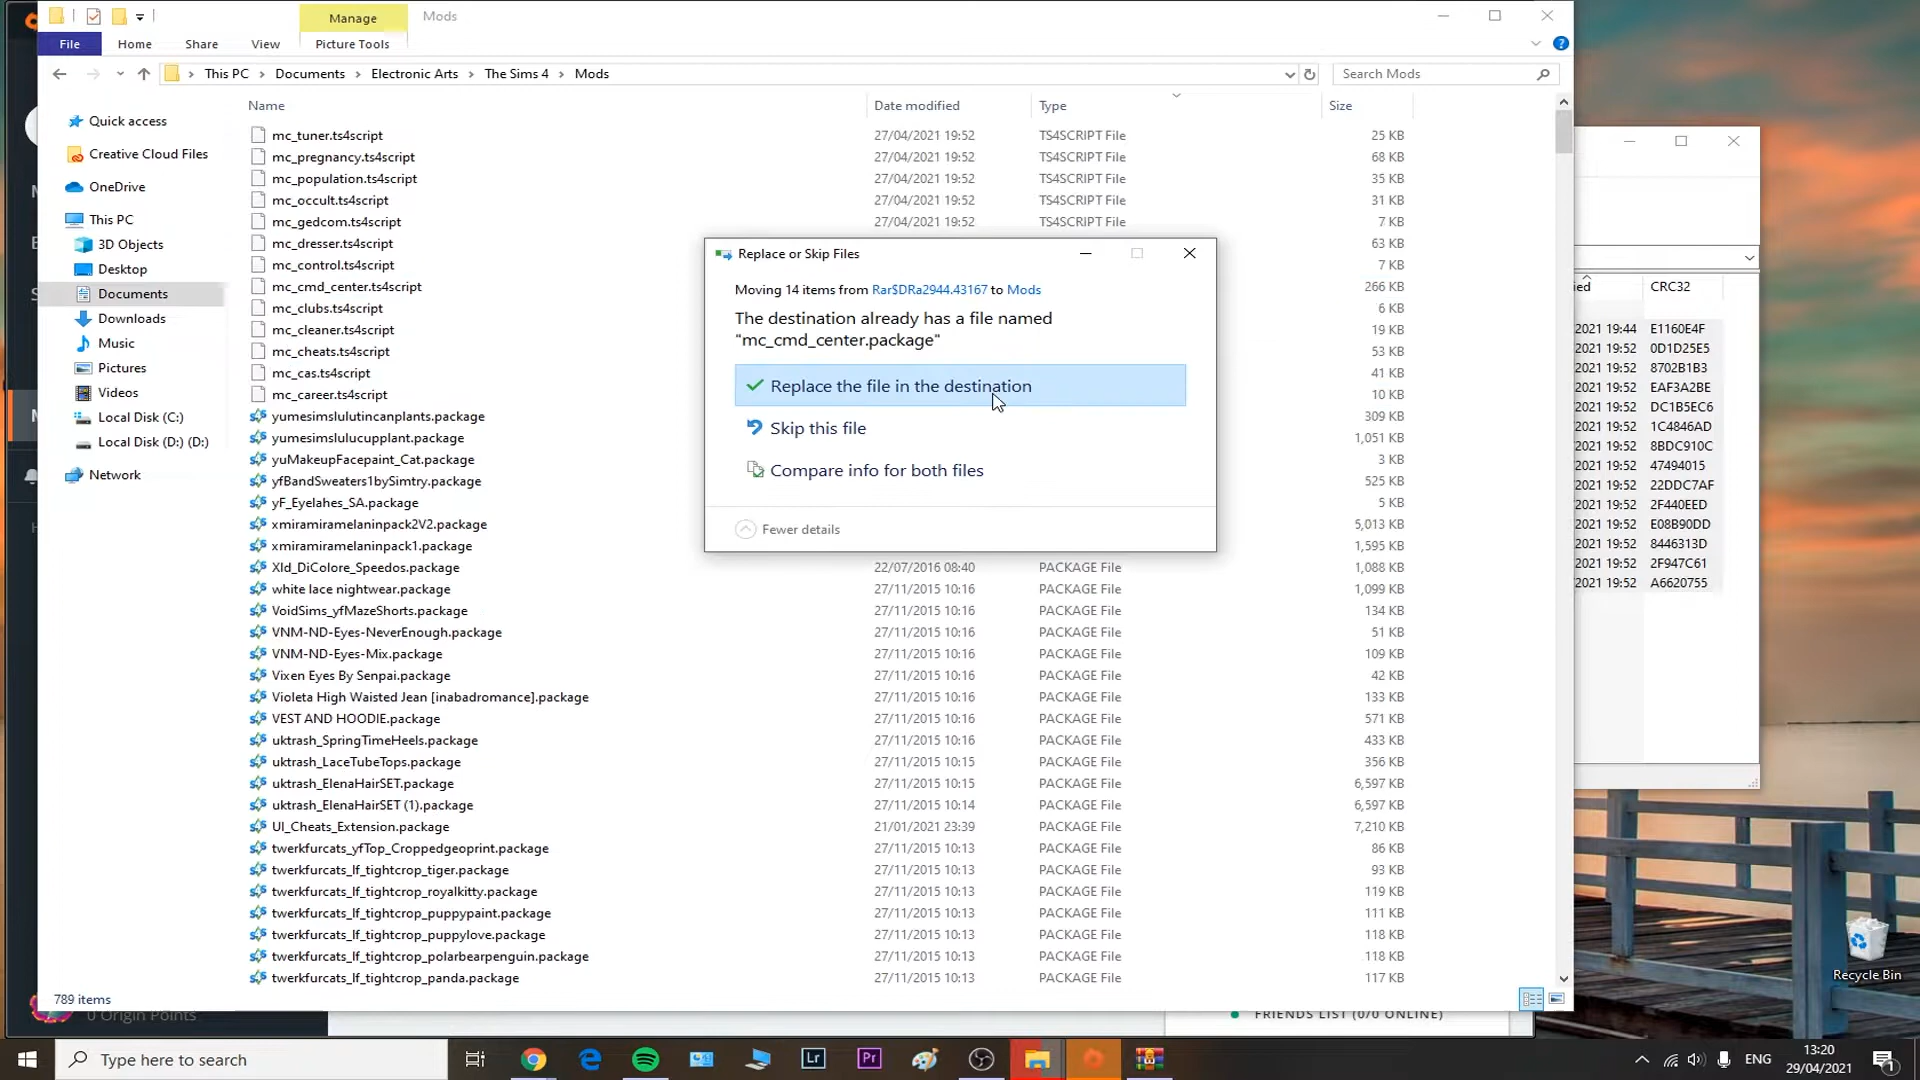 Manage
Mods
File
Home
Share
View
Picture Tools
This PC
Documents
Electronic Arts
The Sims 4
Mods
Search Mods
Name
Date modified
Type
Size
Quick access
Creative Cloud Files
OneDrive
This PC
3D Objects
Desktop
Documents
Downloads
Music
Pictures
Videos
Local Disk (C:)
Local Disk (D:) (D:)
Network
mc_tuner.ts4script 27/04/2021 19:52 TS4SCRIPT File 25 KB
mc_pregnancy.ts4script 27/04/2021 19:52 TS4SCRIPT File 68 KB
mc_population.ts4script 27/04/2021 19:52 TS4SCRIPT File 35 KB
mc_occult.ts4script 27/04/2021 19:52 TS4SCRIPT File 31 KB
mc_gedcom.ts4script 27/04/2021 19:52 TS4SCRIPT File 7 KB
mc_dresser.ts4script 63 KB
mc_control.ts4script 7 KB
mc_cmd_center.ts4script 266 KB
mc_clubs.ts4script 6 KB
mc_cleaner.ts4script 19 KB
mc_cheats.ts4script 53 KB
mc_cas.ts4script 41 KB
mc_career.ts4script 10 KB
yumesimslulutincanplants.package 309 KB
yumesimslulucupplant.package 1,051 KB
yuMakeupFacepaint_Cat.package 3 KB
yfBandSweaters1bySimtry.package 525 KB
yF_Eyelahes_SA.package 5 KB
xmiramiramelaninpack2V2.package 5,013 KB
xmiramiramelaninpack1.package 1,595 KB
Xld_DiColore_Speedos.package 22/07/2016 08:40 PACKAGE File 1,088 KB
white lace nightwear.package 27/11/2015 10:16 PACKAGE File 1,099 KB
VoidSims_yfMazeShorts.package 27/11/2015 10:16 PACKAGE File 134 KB
VNM-ND-Eyes-NeverEnough.package 27/11/2015 10:16 PACKAGE File 51 KB
VNM-ND-Eyes-Mix.package 27/11/2015 10:16 PACKAGE File 109 KB
Vixen Eyes By Senpai.package 27/11/2015 10:16 PACKAGE File 42 KB
Violeta High Waisted Jean [inabadromance].package 27/11/2015 10:16 PACKAGE File 133 KB
VEST AND HOODIE.package 27/11/2015 10:16 PACKAGE File 571 KB
uktrash_SpringTimeHeels.package 27/11/2015 10:16 PACKAGE File 433 KB
uktrash_LaceTubeTops.package 27/11/2015 10:15 PACKAGE File 356 KB
uktrash_ElenaHairSET.package 27/11/2015 10:15 PACKAGE File 6,597 KB
uktrash_ElenaHairSET (1).package 27/11/2015 10:14 PACKAGE File 6,597 KB
UI_Cheats_Extension.package 21/01/2021 23:39 PACKAGE File 7,210 KB
twerkfurcats_yfTop_Croppedgeoprint.package 27/11/2015 10:13 PACKAGE File 86 KB
twerkfurcats_lf_tightcrop_tiger.package 27/11/2015 10:13 PACKAGE File 93 KB
twerkfurcats_lf_tightcrop_royalkitty.package 27/11/2015 10:13 PACKAGE File 119 KB
twerkfurcats_lf_tightcrop_puppypaint.package 27/11/2015 10:13 PACKAGE File 111 KB
twerkfurcats_lf_tightcrop_puppylove.package 27/11/2015 10:13 PACKAGE File 118 KB
twerkfurcats_lf_tightcrop_polarbearpenguin.package 27/11/2015 10:13 PACKAGE File 118 KB
twerkfurcats_lf_tightcrop_panda.package 27/11/2015 10:13 PACKAGE File 117 KB
789 items
Replace or Skip Files
Moving 14 items from Rar$DRa2944.43167 to Mods
The destination already has a file named
"mc_cmd_center.package"
Replace the file in the destination
Skip this file
Compare info for both files
Fewer details
ied CRC32
2021 19:44 E1160E4F
2021 19:52 0D1D25E5
2021 19:52 8702B1B3
2021 19:52 EAF3A2BE
2021 19:52 DC1B5EC6
2021 19:52 1C4846AD
2021 19:52 8BDC910C
2021 19:52 47494015
2021 19:52 22DDC7AF
2021 19:52 2F440EED
2021 19:52 E08B90DD
2021 19:52 8446313D
2021 19:52 2F947C61
2021 19:52 A6620755
Recycle Bin
0 Origin Points
FRIENDS LIST (0/0 ONLINE)
Type here to search
Lr
Pr
ENG
13:20
29/04/2021
1